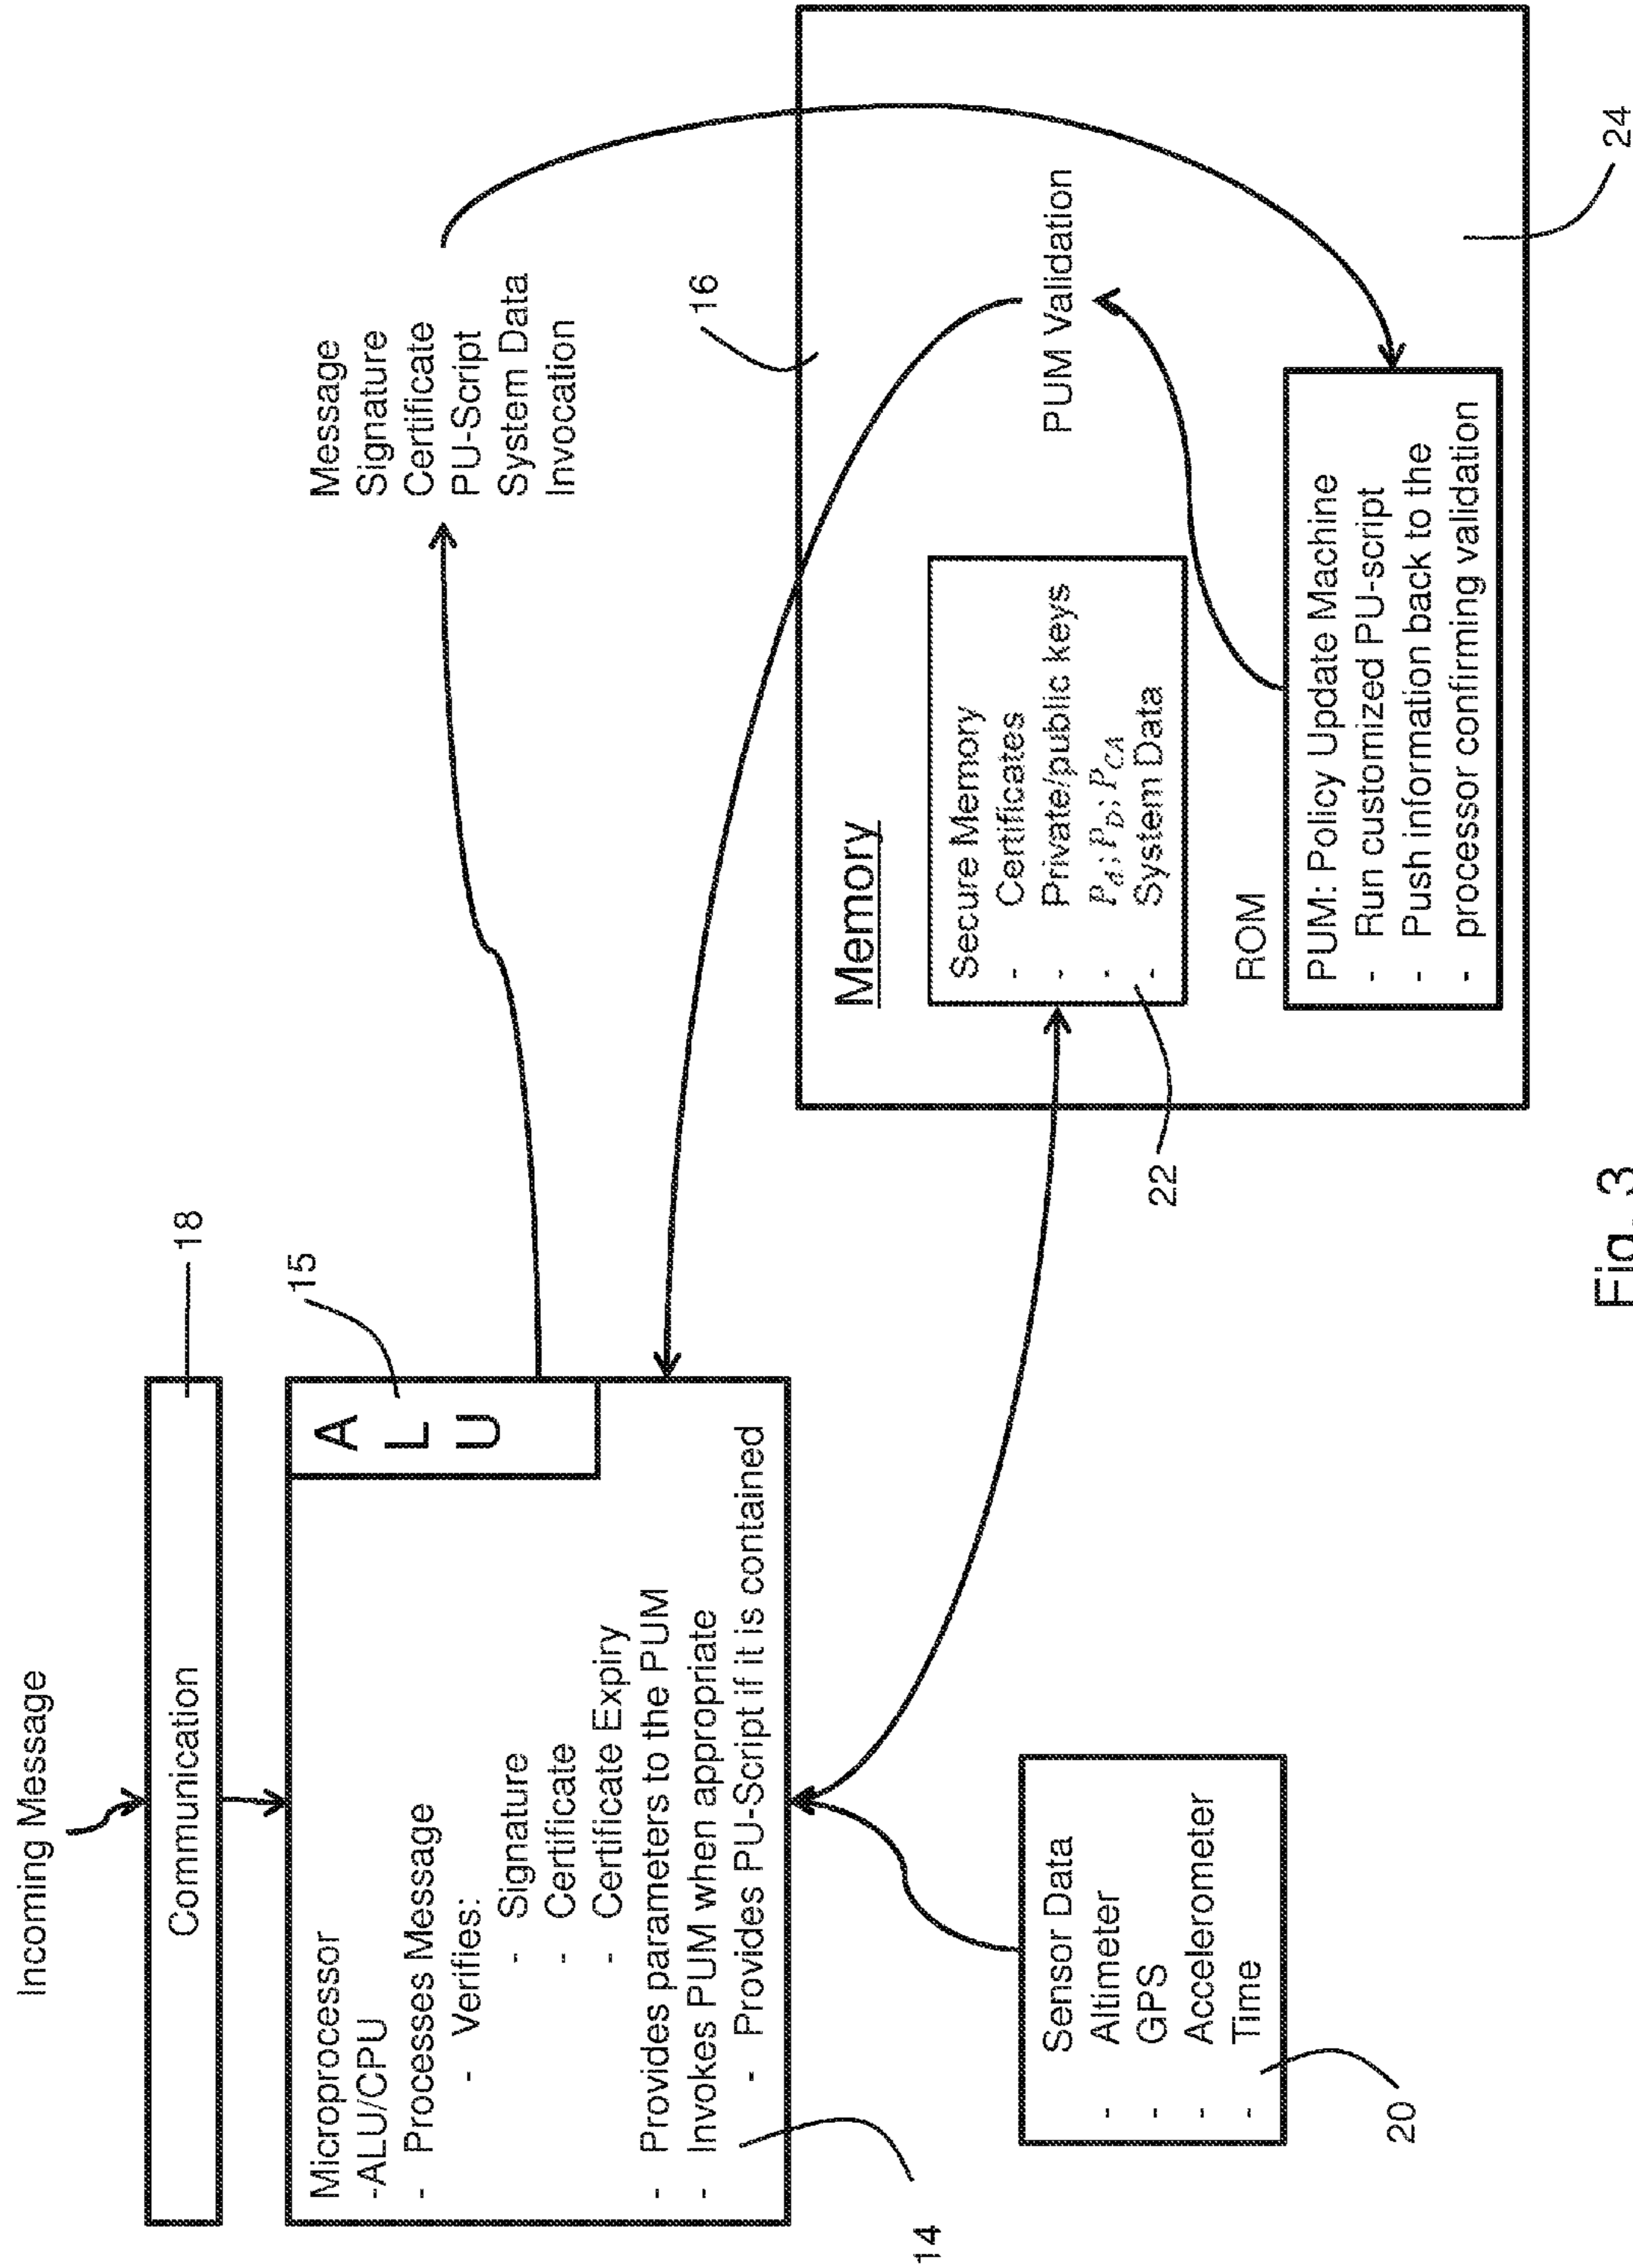 Incoming Message
Communication
18
Microprocessor
-ALU/CPU
- Processes Message
- Verifies:
- Signature
- Certificate
- Certificate Expiry
- Provides parameters to the PUM
- Invokes PUM when appropriate
- Provides PU-Script if it is contained
A
L
U
15
14
Message
Signature
Certificate
PU-Script
System Data
Invocation
Sensor Data
- Altimeter
- GPS
- Accelerometer
- Time
20
16
Memory
Secure Memory
- Certificates
- Private/public keys
- P_d; P_D; P_CA
- System Data
22
PUM Validation
ROM
PUM: Policy Update Machine
- Run customized PU-script
- Push information back to the
- processor confirming validation
24
Fig. 3